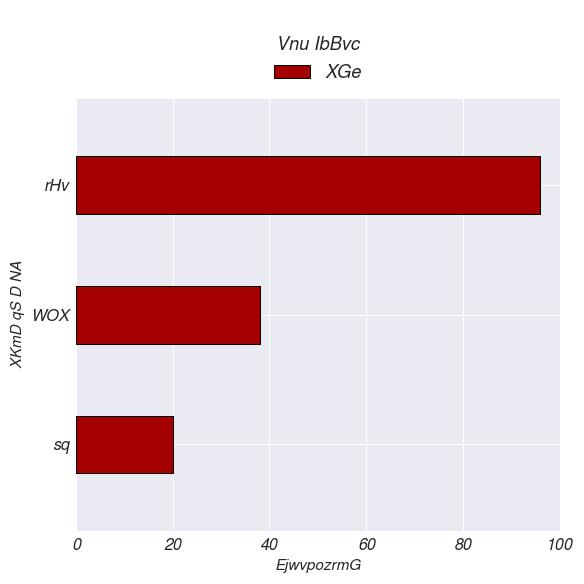 Vnu IbBvc
XGe
XKmD qS D NA
rHv
WOX
sq
0 20 40 60 80 100
EjwvpozrmG